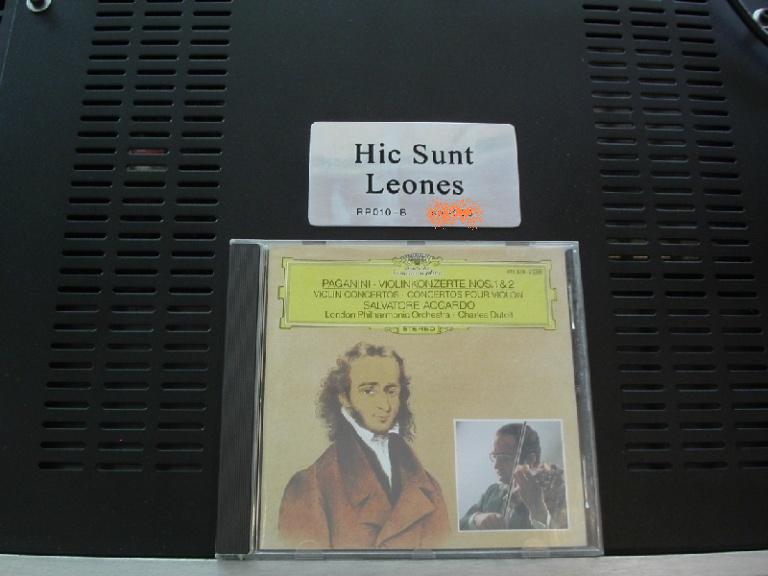 Hic Sunt
Leones
RP010-B
PAGANINI · VIOLINKONZERTE NOS. 1 & 2
VIOLIN CONCERTOS · CONCERTOS POUR VIOLON
SALVATORE ACCARDO
London Philharmonic Orchestra · Charles Dutoit
STEREO